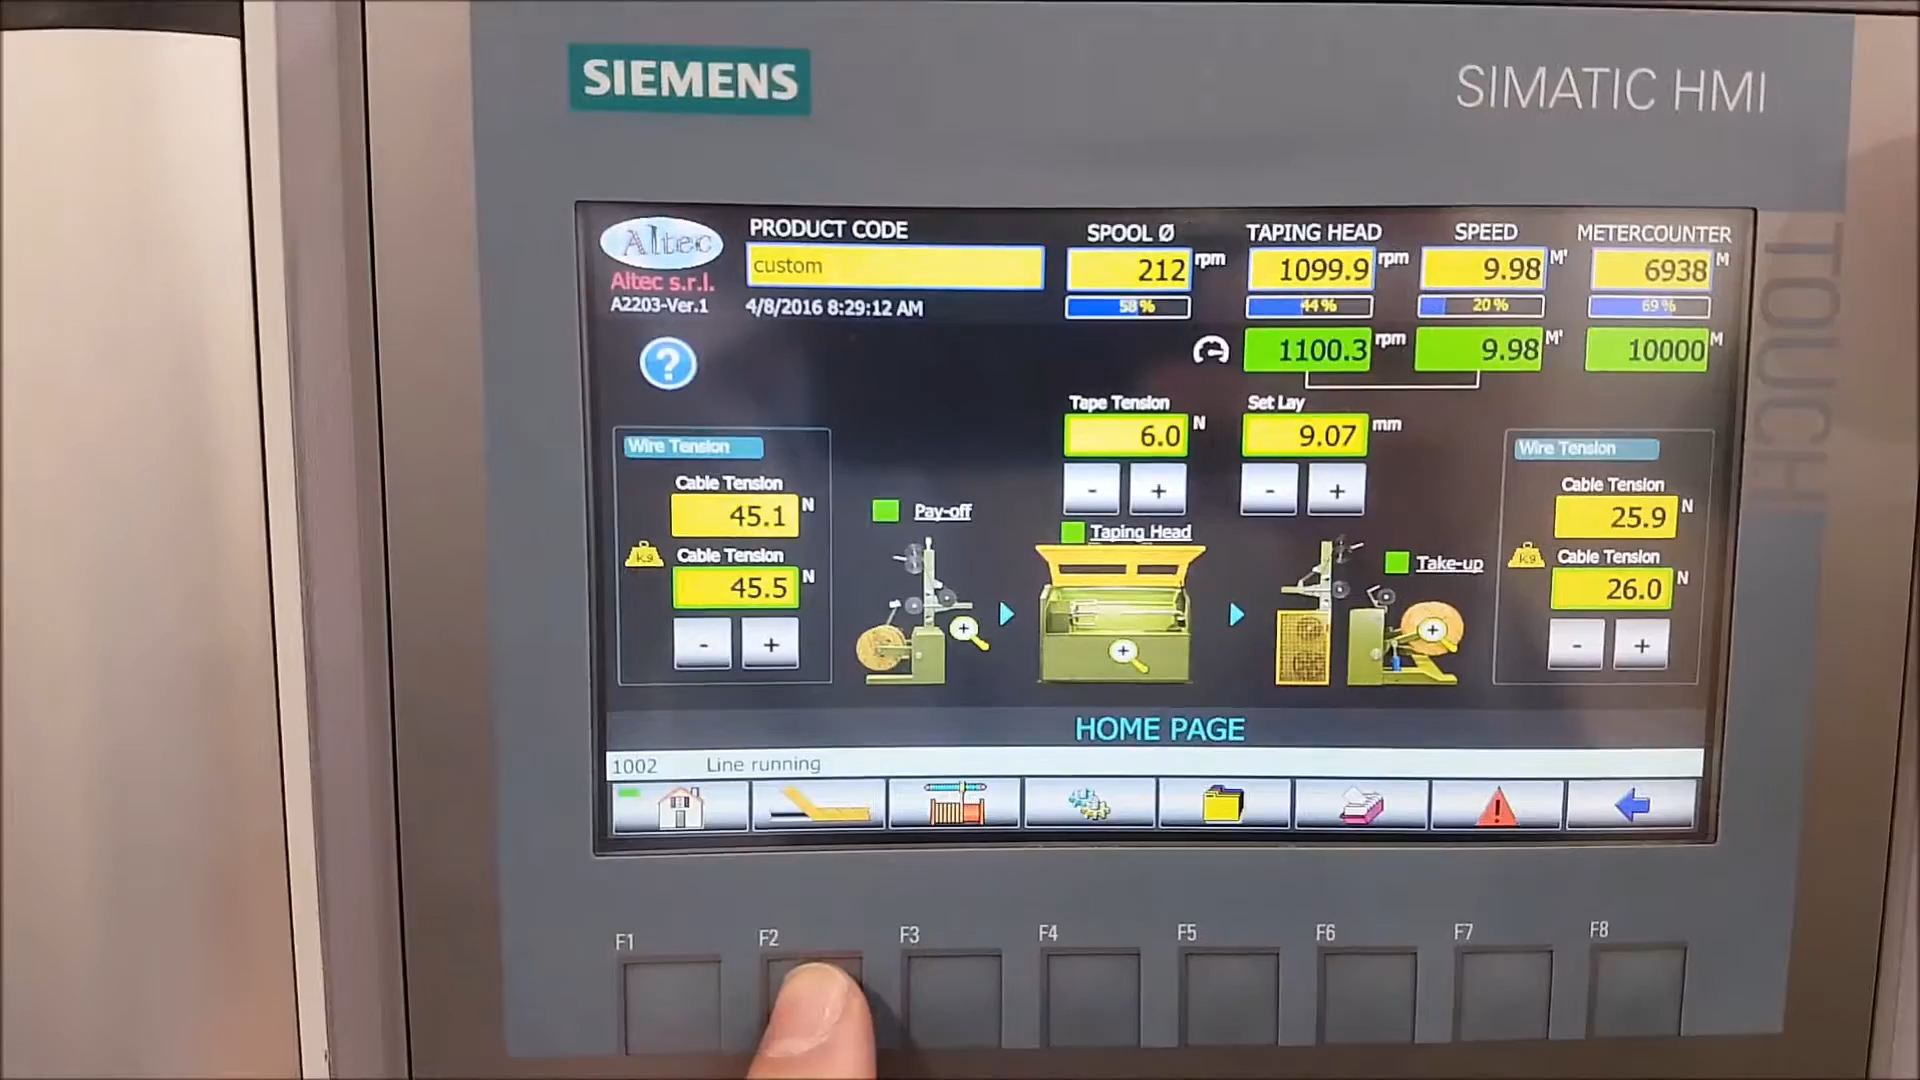 SIEMENS
SIMATIC HMI
TOUCH
Altec
Altec s.r.l.
A2203-Ver.1
PRODUCT CODE
custom
4/8/2016 8:29:12 AM
SPOOL Ø
212 rpm
58 %
TAPING HEAD
1099.9 rpm
44 %
1100.3 rpm
SPEED
9.98 M'
20 %
9.98 M'
METERCOUNTER
6938 M
69 %
10000 M
?
Tape Tension
6.0 N
- +
Set Lay
9.07 mm
- +
Wire Tension
Cable Tension
45.1 N
Cable Tension
kg 45.5 N
- +
Pay-off
Taping Head
Take-up
Wire Tension
Cable Tension
25.9 N
Cable Tension
kg 26.0 N
- +
HOME PAGE
1002 Line running
F1 F2 F3 F4 F5 F6 F7 F8